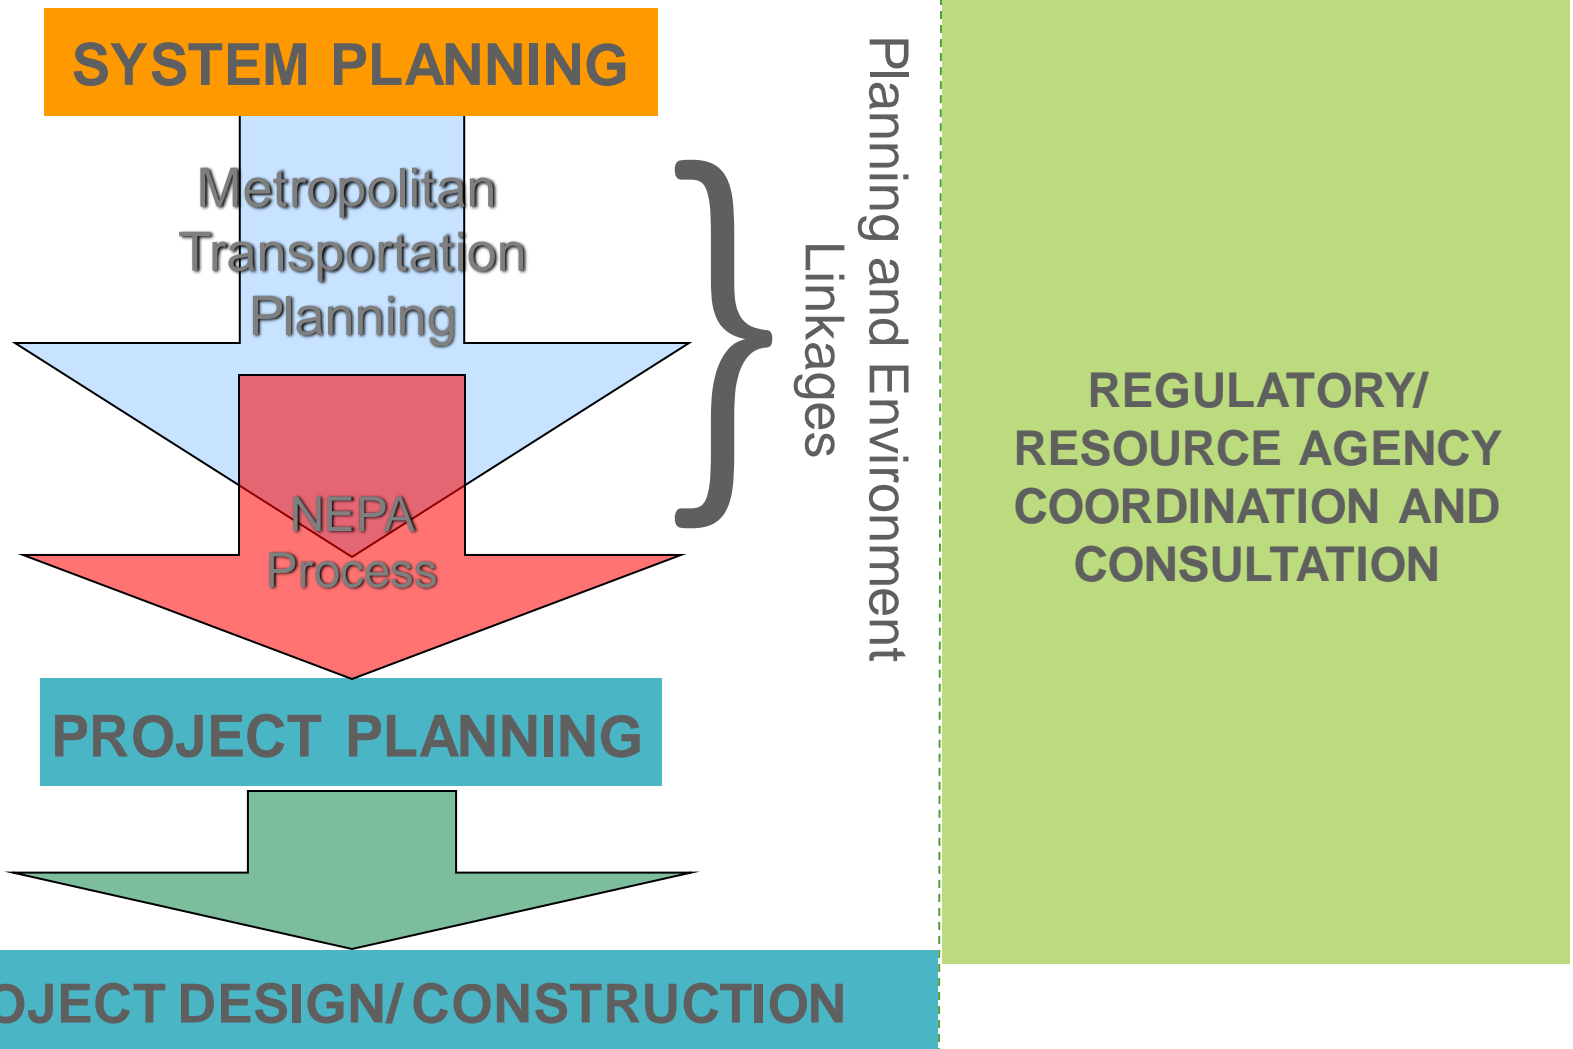 SYSTEM PLANNING
Metropolitan
Transportation
Planning
NEPA
Process
Planning and Environment
Linkages
PROJECT PLANNING
OJECT DESIGN/ CONSTRUCTION
REGULATORY/
RESOURCE AGENCY
COORDINATION AND
CONSULTATION